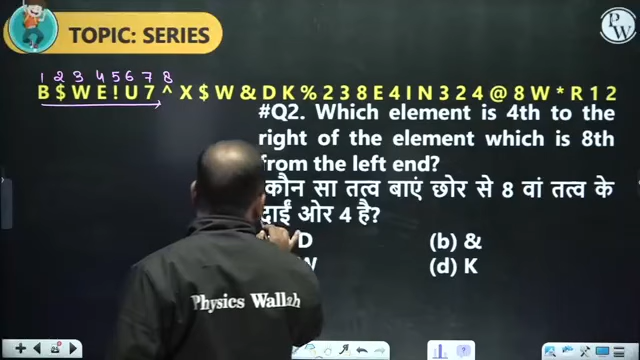 TOPIC: SERIES
1 2 3 4 5 6 7 8
B $ W E ! U 7 ^ X $ W & D K % 2 3 8 E 4 I N 3 2 4 @ 8 W * R 1 2
#Q2. Which element is 4th to the
right of the element which is 8th
from the left end?
कौन सा तत्व बाएं छोर से 8 वां तत्व के
दाईं ओर 4 है?
D (b) &
W (d) K
Physics Wallah